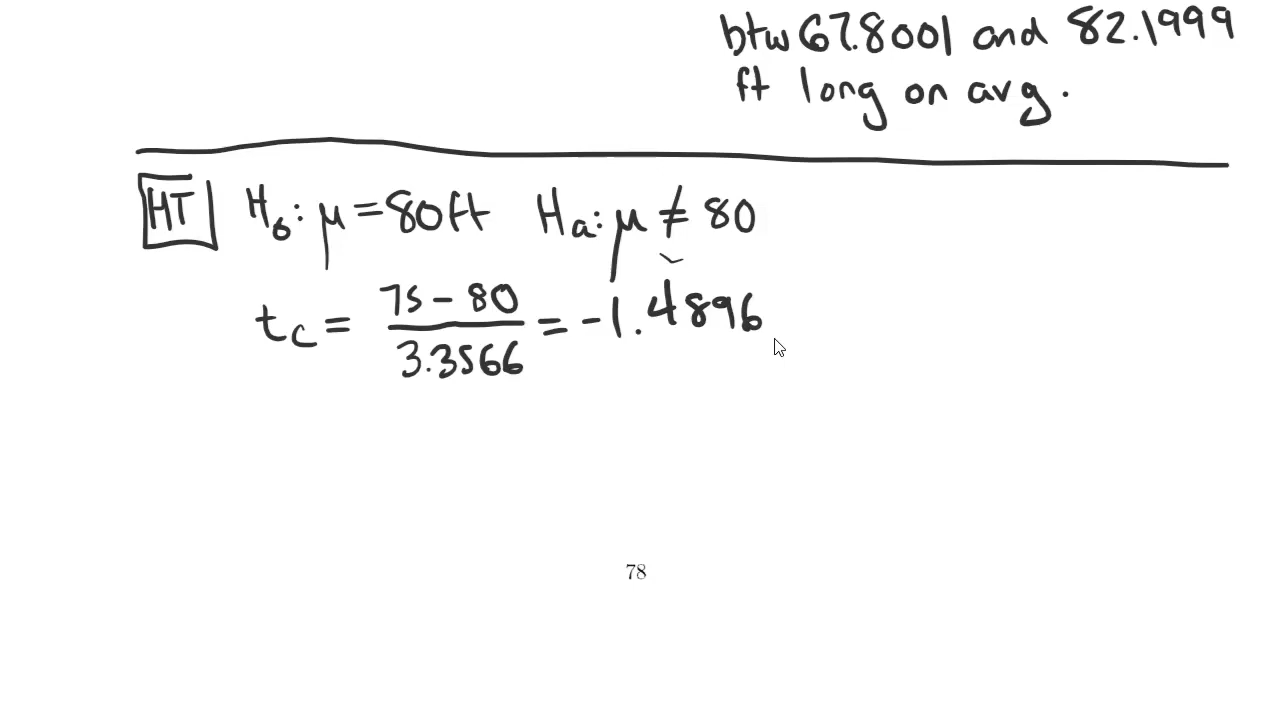 btw 67.8001 and 82.1999
ft long on avg.
HT H₀: μ = 80ft Hₐ: μ ≠ 80
t_c = (75 - 80)/3.3566 = -1.4896
78